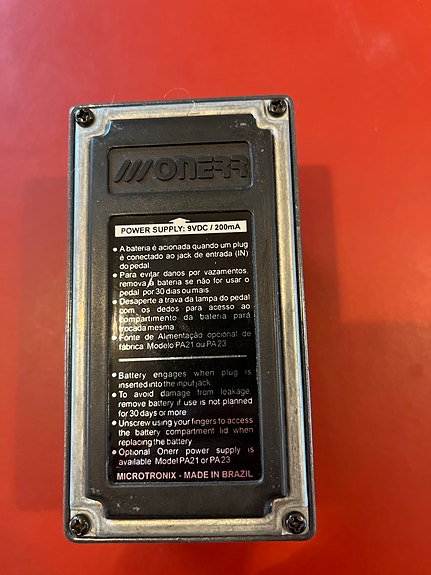 ONERR
POWER SUPPLY: 9VDC / 200mA
• A bateria é acionada quando um plug
é conectado ao jack de entrada (IN)
do pedal
• Para evitar danos por vazamentos,
remova a bateria se não for usar o
pedal por 30 dias ou mais
• Desaperte a trava da tampa do pedal
com os dedos para acesso ao
compartimento da bateria para
trocada mesma
• Fonte de Alimentação opcional de
fábrica. Modelo PA21 ou PA23
• Battery engages when plug is
inserted into the input jack
• To avoid damage from leakage,
remove battery if use is not planned
for 30 days or more
• Unscrew using your fingers to access
the battery compartment lid when
replacing the battery
• Optional Onerr power supply is
available Model PA21 or PA23
MICROTRONIX - MADE IN BRAZIL